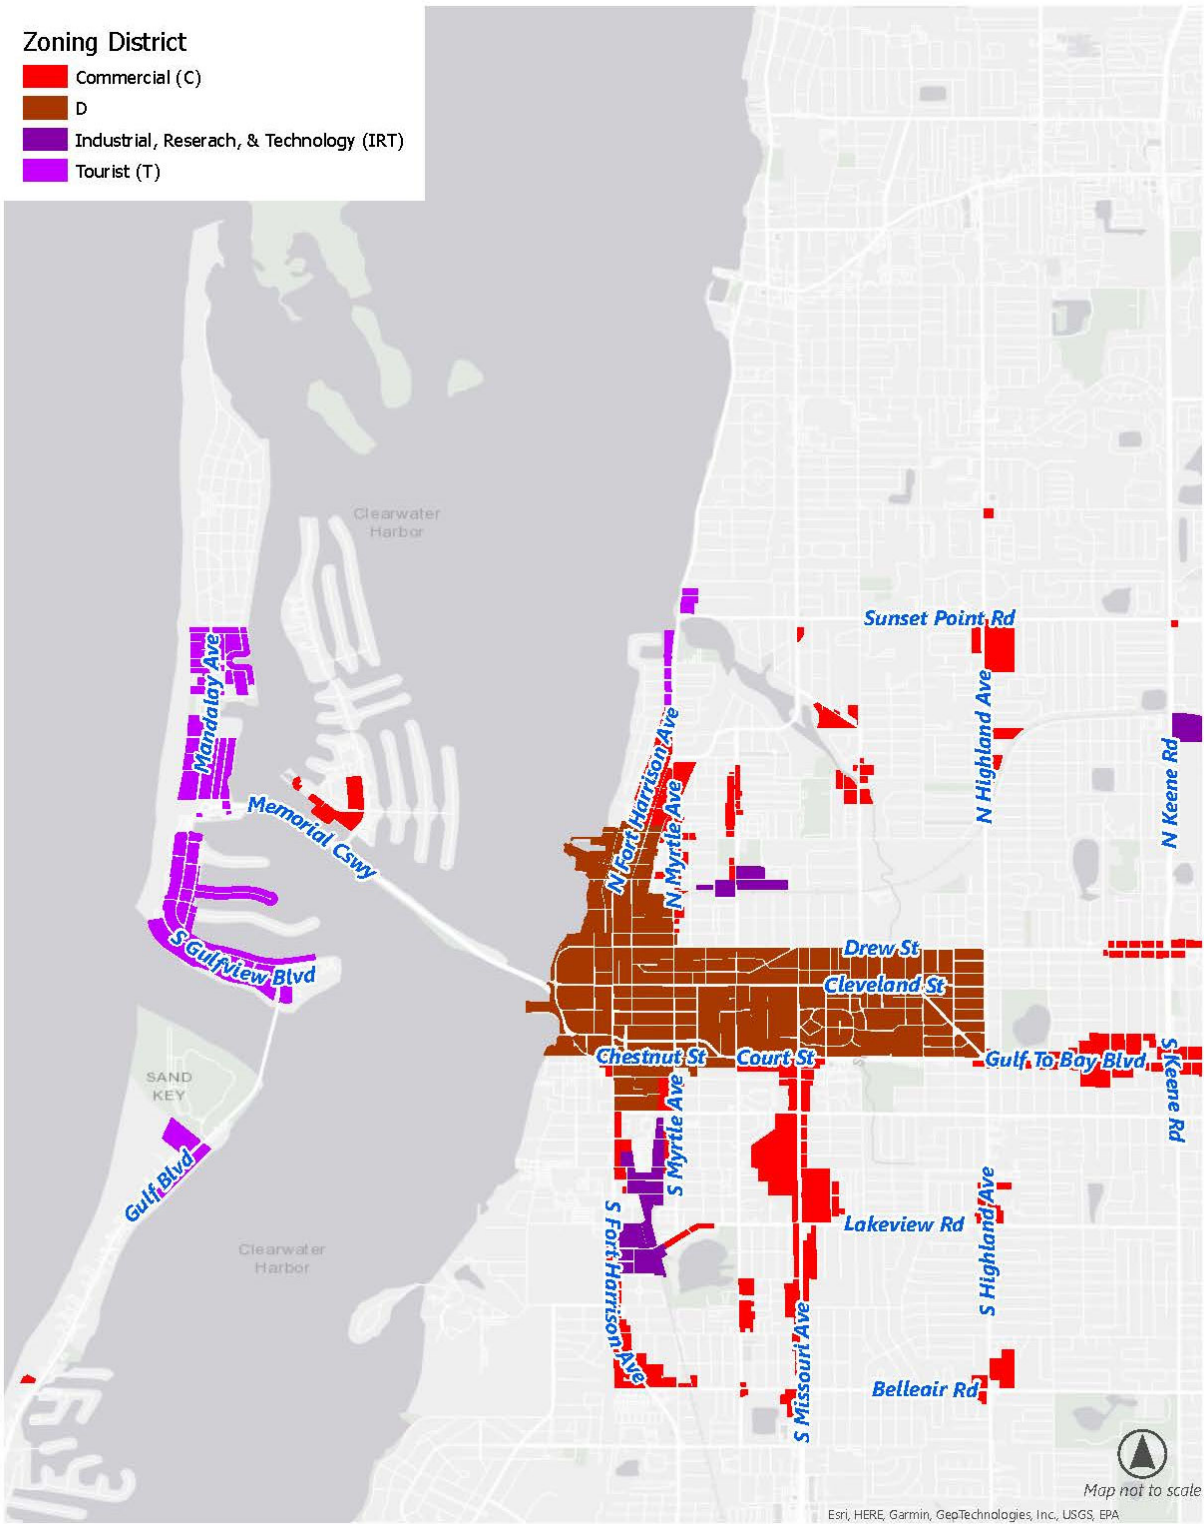 Zoning District
Commercial (C)
D
Industrial, Reserach, & Technology (IRT)
Tourist (T)
Clearwater
Harbor
Sunset Point Rd
Mandalay Ave
N Highland Ave
N Fort Harrison Ave
N Myrtle Ave
N Keene Rd
Memorial Cswy
S Gulfview Blvd
Drew St
Cleveland St
Chestnut St
Court St
Gulf To Bay Blvd
S Keene Rd
SAND
KEY
S Myrtle Ave
Gulf Blvd
S Fort Harrison Ave
Lakeview Rd
S Highland Ave
Clearwater
Harbor
S Missouri Ave
Belleair Rd
Map not to scale
Esri, HERE, Garmin, GeoTechnologies, Inc., USGS, EPA